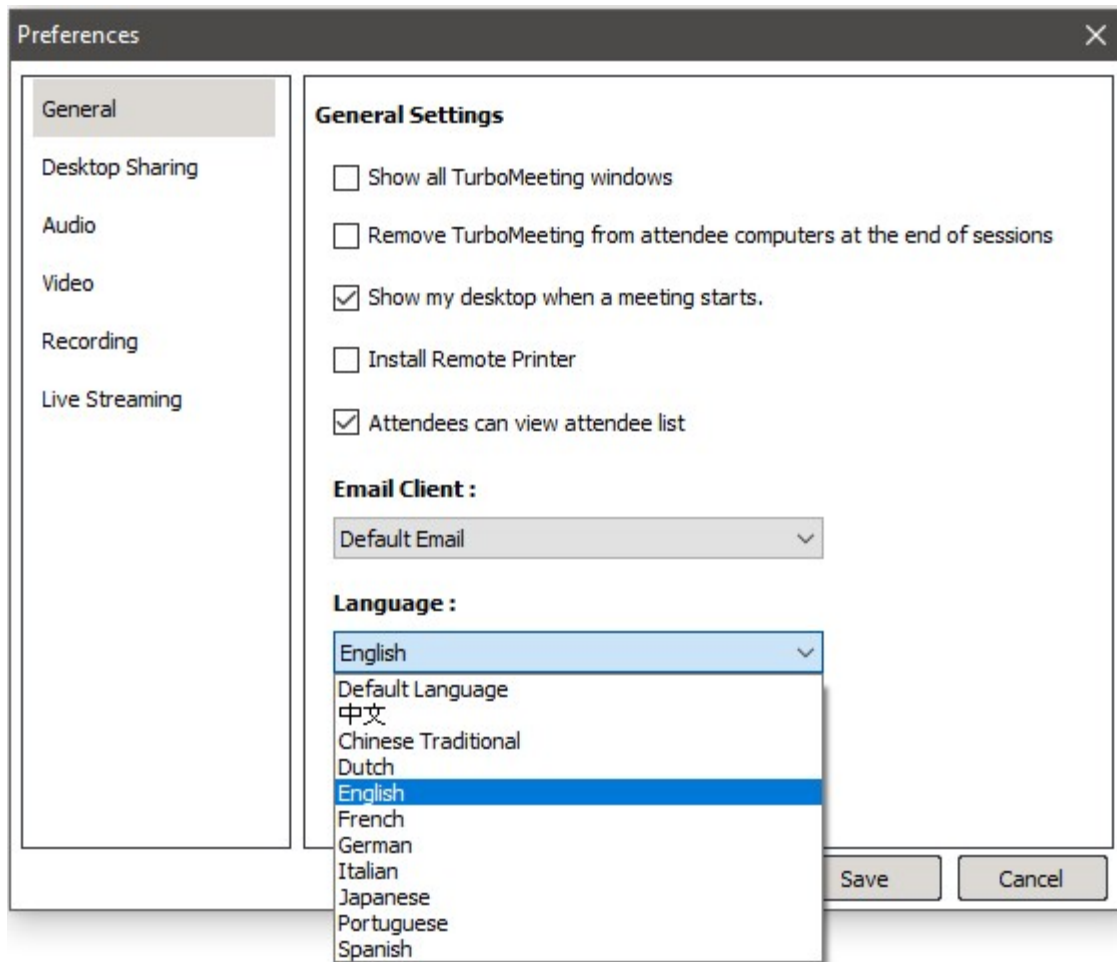 Preferences
General
Desktop Sharing
Audio
Video
Recording
Live Streaming
General Settings
Show all TurboMeeting windows
Remove TurboMeeting from attendee computers at the end of sessions
Show my desktop when a meeting starts.
Install Remote Printer
Attendees can view attendee list
Email Client :
Default Email
Language :
English
Default Language
中文
Chinese Traditional
Dutch
English
French
German
Italian
Japanese
Portuguese
Spanish
Save
Cancel